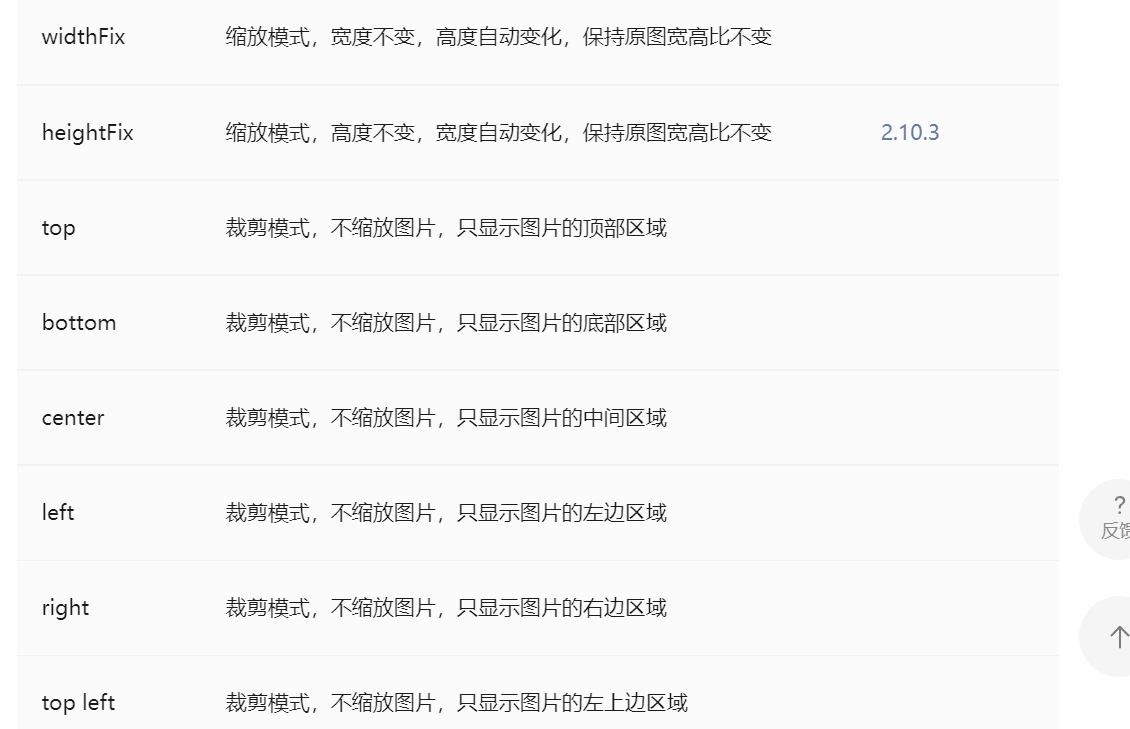 widthFix 缩放模式，宽度不变，高度自动变化，保持原图宽高比不变
heightFix 缩放模式，高度不变，宽度自动变化，保持原图宽高比不变 2.10.3
top 裁剪模式，不缩放图片，只显示图片的顶部区域
bottom 裁剪模式，不缩放图片，只显示图片的底部区域
center 裁剪模式，不缩放图片，只显示图片的中间区域
left 裁剪模式，不缩放图片，只显示图片的左边区域
?
反馈
right 裁剪模式，不缩放图片，只显示图片的右边区域
top left 裁剪模式，不缩放图片，只显示图片的左上边区域